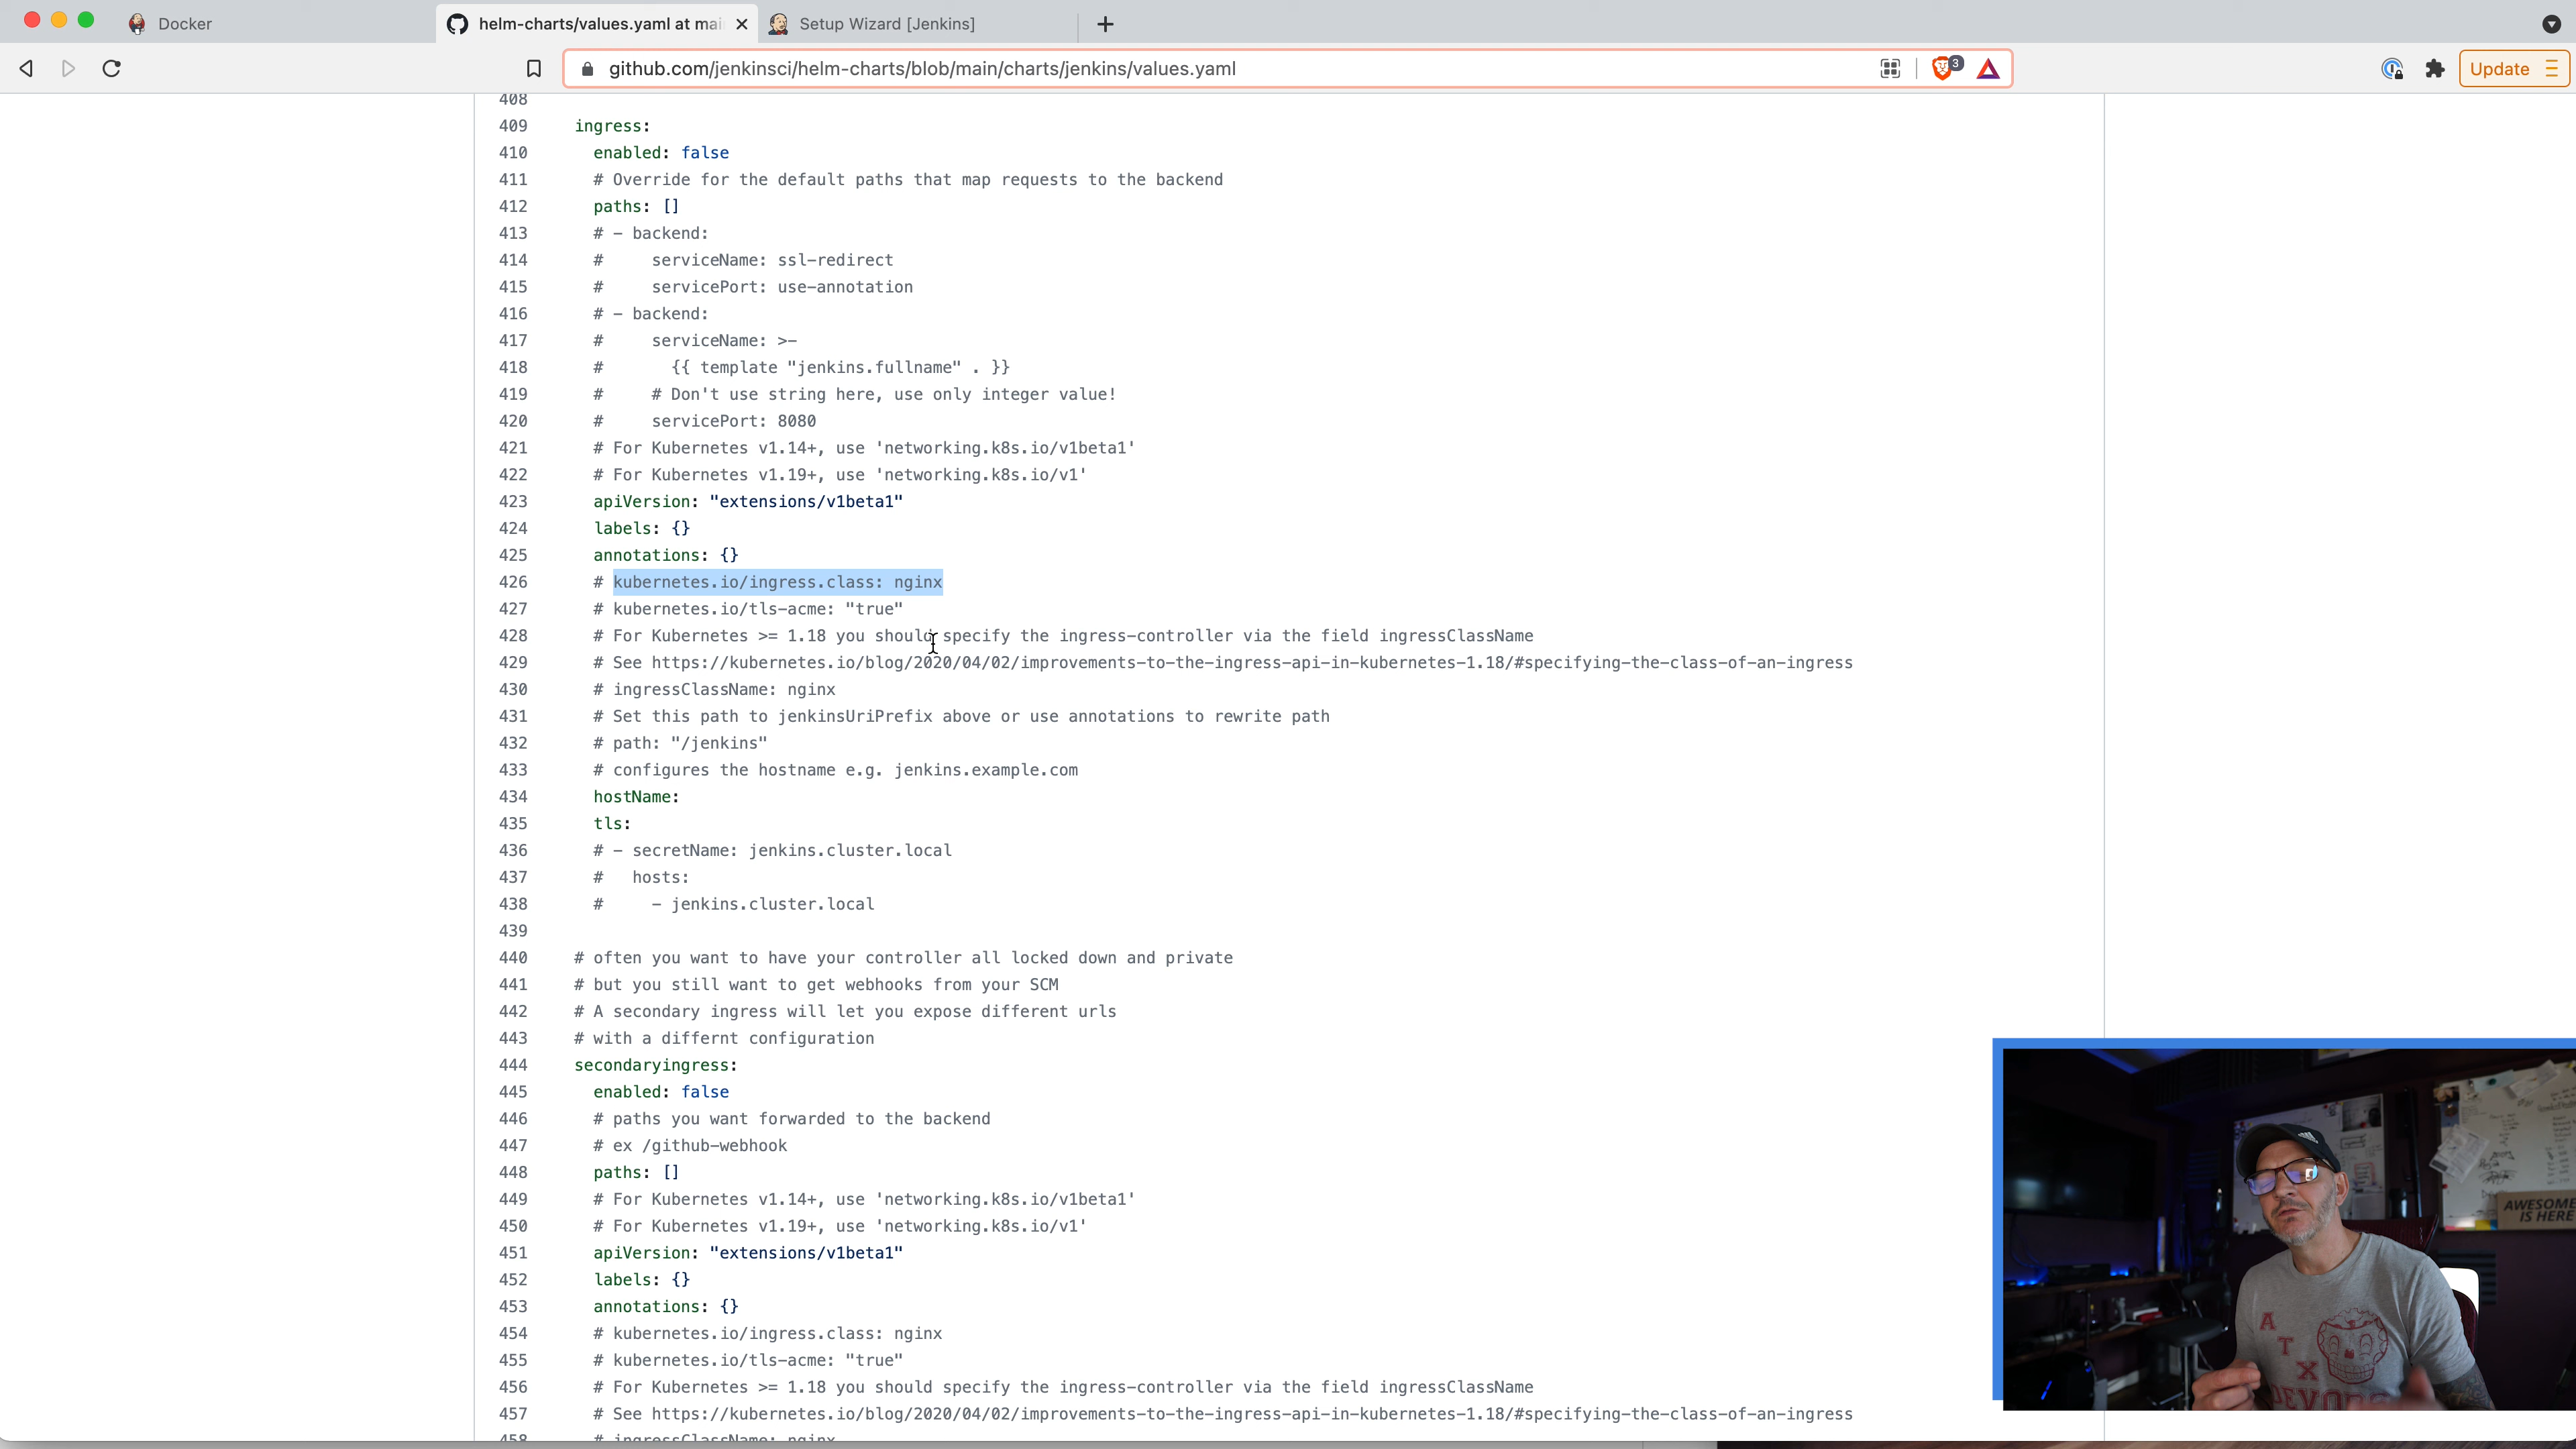 Docker
helm-charts/values.yaml at mai
Setup Wizard [Jenkins]
github.com/jenkinsci/helm-charts/blob/main/charts/jenkins/values.yaml
3
Update
408
409 ingress:
410 enabled: false
411 # Override for the default paths that map requests to the backend
412 paths: []
413 # - backend:
414 # serviceName: ssl-redirect
415 # servicePort: use-annotation
416 # - backend:
417 # serviceName: >-
418 # {{ template "jenkins.fullname" . }}
419 # # Don't use string here, use only integer value!
420 # servicePort: 8080
421 # For Kubernetes v1.14+, use 'networking.k8s.io/v1beta1'
422 # For Kubernetes v1.19+, use 'networking.k8s.io/v1'
423 apiVersion: "extensions/v1beta1"
424 labels: {}
425 annotations: {}
426 # kubernetes.io/ingress.class: nginx
427 # kubernetes.io/tls-acme: "true"
428 # For Kubernetes >= 1.18 you should specify the ingress-controller via the field ingressClassName
429 # See https://kubernetes.io/blog/2020/04/02/improvements-to-the-ingress-api-in-kubernetes-1.18/#specifying-the-class-of-an-ingress
430 # ingressClassName: nginx
431 # Set this path to jenkinsUriPrefix above or use annotations to rewrite path
432 # path: "/jenkins"
433 # configures the hostname e.g. jenkins.example.com
434 hostName:
435 tls:
436 # - secretName: jenkins.cluster.local
437 # hosts:
438 # - jenkins.cluster.local
439
440 # often you want to have your controller all locked down and private
441 # but you still want to get webhooks from your SCM
442 # A secondary ingress will let you expose different urls
443 # with a differnt configuration
444 secondaryingress:
445 enabled: false
446 # paths you want forwarded to the backend
447 # ex /github-webhook
448 paths: []
449 # For Kubernetes v1.14+, use 'networking.k8s.io/v1beta1'
450 # For Kubernetes v1.19+, use 'networking.k8s.io/v1'
451 apiVersion: "extensions/v1beta1"
452 labels: {}
453 annotations: {}
454 # kubernetes.io/ingress.class: nginx
455 # kubernetes.io/tls-acme: "true"
456 # For Kubernetes >= 1.18 you should specify the ingress-controller via the field ingressClassName
457 # See https://kubernetes.io/blog/2020/04/02/improvements-to-the-ingress-api-in-kubernetes-1.18/#specifying-the-class-of-an-ingress
458 # ingressClassName: nginx
AWESOME
IS HERE
A
T
X